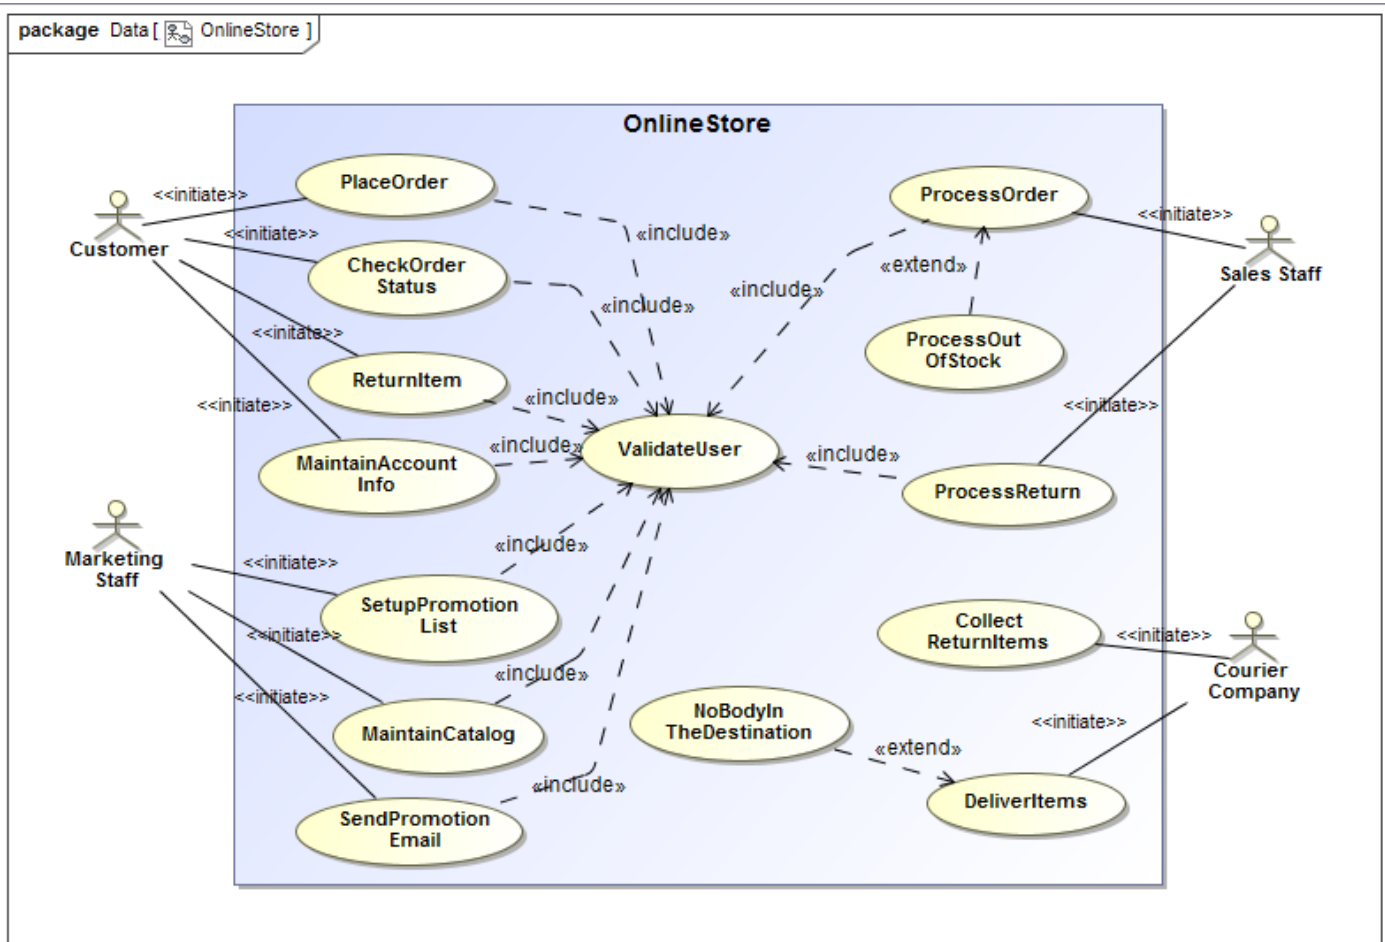 package Data [ OnlineStore ]
OnlineStore
PlaceOrder
ProcessOrder
<<initiate>>
<<initiate>>
Customer
<<initiate>>
«include»
CheckOrder
Status
«extend»
Sales Staff
«include»
«include»
<<initiate>>
ProcessOut
OfStock
ReturnItem
«include»
<<initiate>>
<<initiate>>
«include»
ValidateUser
«include»
MaintainAccount
Info
ProcessReturn
Marketing
Staff
<<initiate>>
«include»
SetupPromotion
List
Collect
ReturnItems
<<initiate>>
<<initiate>>
Courier
Company
«include»
<<initiate>>
NoBodyIn
TheDestination
<<initiate>>
MaintainCatalog
«extend»
«include»
DeliverItems
SendPromotion
Email